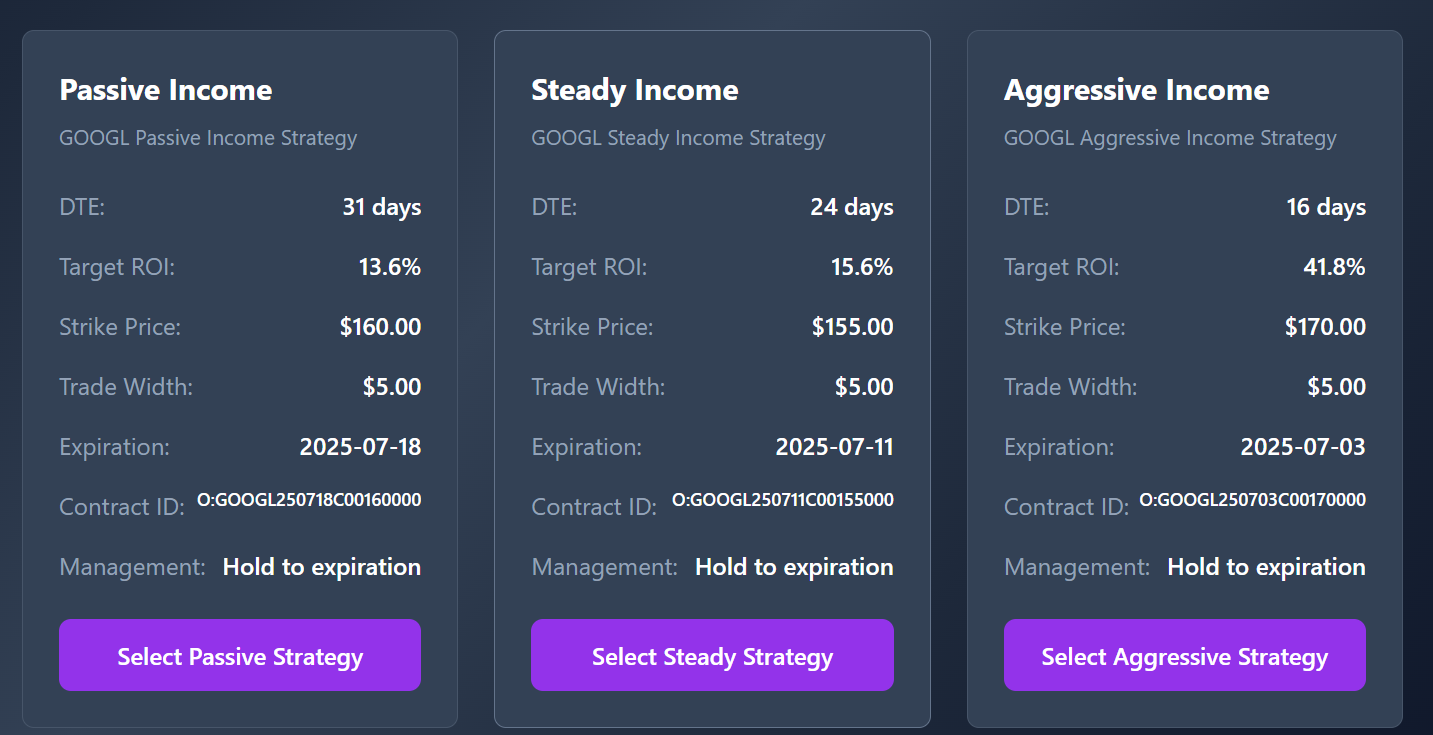 Passive Income
GOOGL Passive Income Strategy
DTE: 31 days
Target ROI: 13.6%
Strike Price: $160.00
Trade Width: $5.00
Expiration: 2025-07-18
Contract ID: O:GOOGL250718C00160000
Management: Hold to expiration
Select Passive Strategy
Steady Income
GOOGL Steady Income Strategy
DTE: 24 days
Target ROI: 15.6%
Strike Price: $155.00
Trade Width: $5.00
Expiration: 2025-07-11
Contract ID: O:GOOGL250711C00155000
Management: Hold to expiration
Select Steady Strategy
Aggressive Income
GOOGL Aggressive Income Strategy
DTE: 16 days
Target ROI: 41.8%
Strike Price: $170.00
Trade Width: $5.00
Expiration: 2025-07-03
Contract ID: O:GOOGL250703C00170000
Management: Hold to expiration
Select Aggressive Strategy